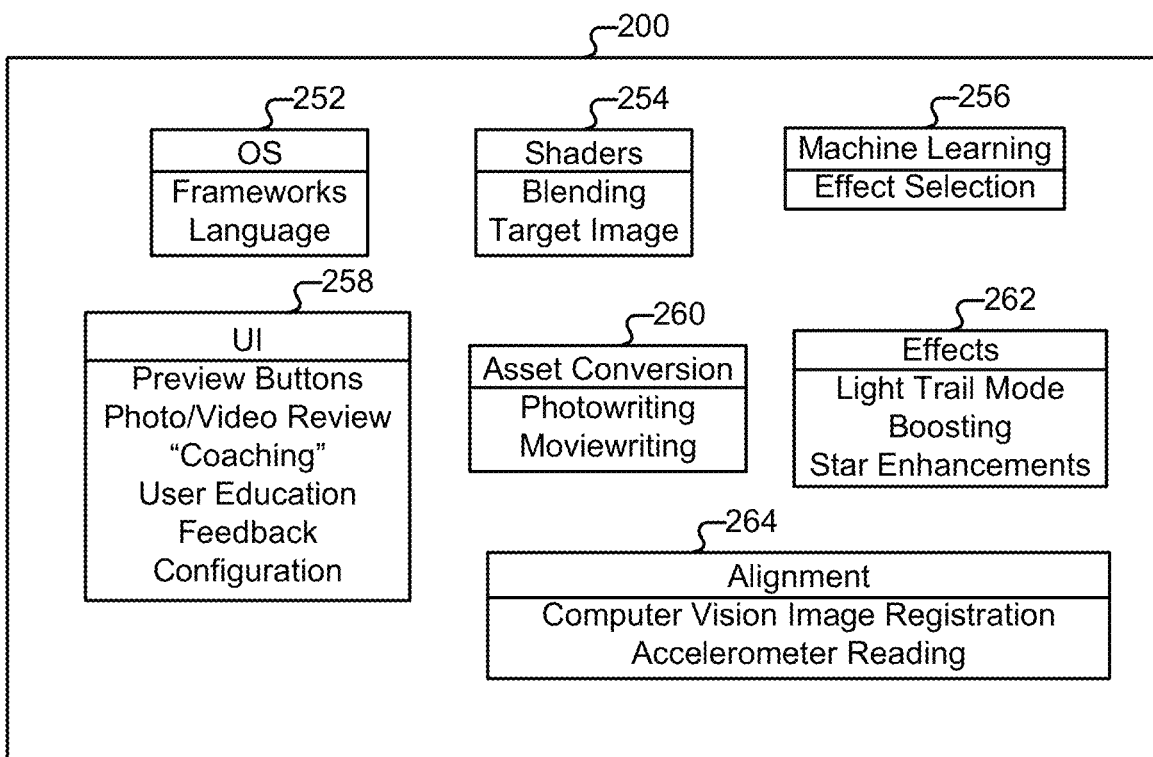 200
252
OS
Frameworks
Language
254
Shaders
Blending
Target Image
256
Machine Learning
Effect Selection
258
UI
Preview Buttons
Photo/Video Review
“Coaching”
User Education
Feedback
Configuration
260
Asset Conversion
Photowriting
Moviewriting
262
Effects
Light Trail Mode
Boosting
Star Enhancements
264
Alignment
Computer Vision Image Registration
Accelerometer Reading